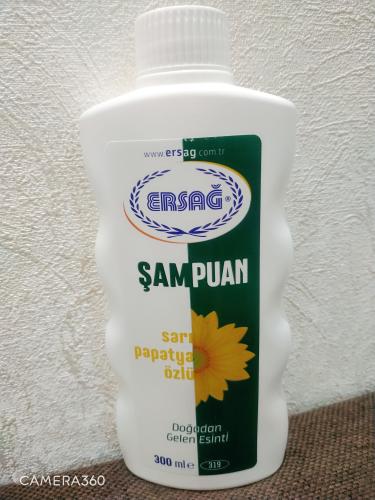 www.ersag.com.tr
ERSAĞ®
ŞAMPUAN
sarı
papatya
özlü
Doğadan
Gelen Esinti
300 ml e 319
CAMERA360